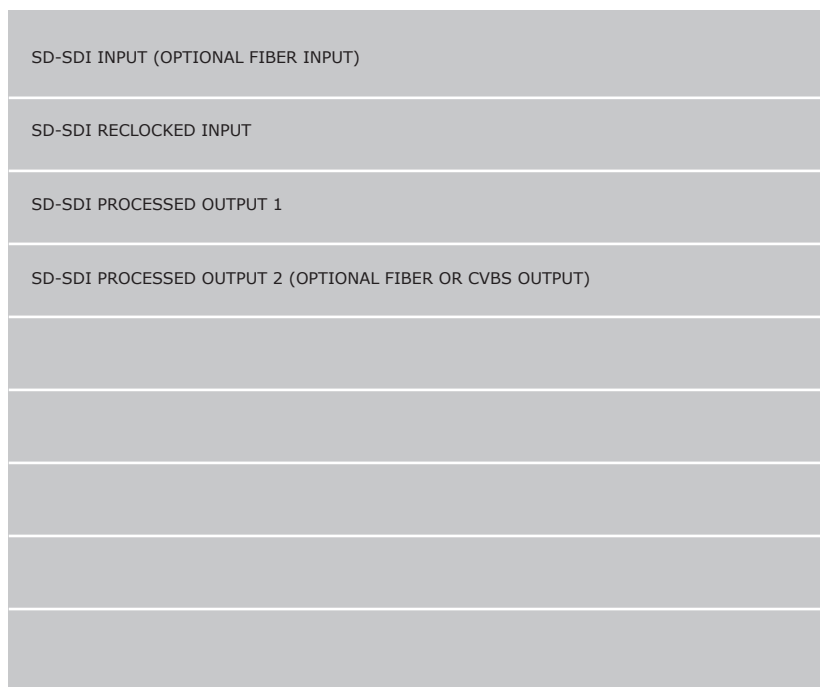 SD-SDI INPUT (OPTIONAL FIBER INPUT)
SD-SDI RECLOCKED INPUT
SD-SDI PROCESSED OUTPUT 1
SD-SDI PROCESSED OUTPUT 2 (OPTIONAL FIBER OR CVBS OUTPUT)